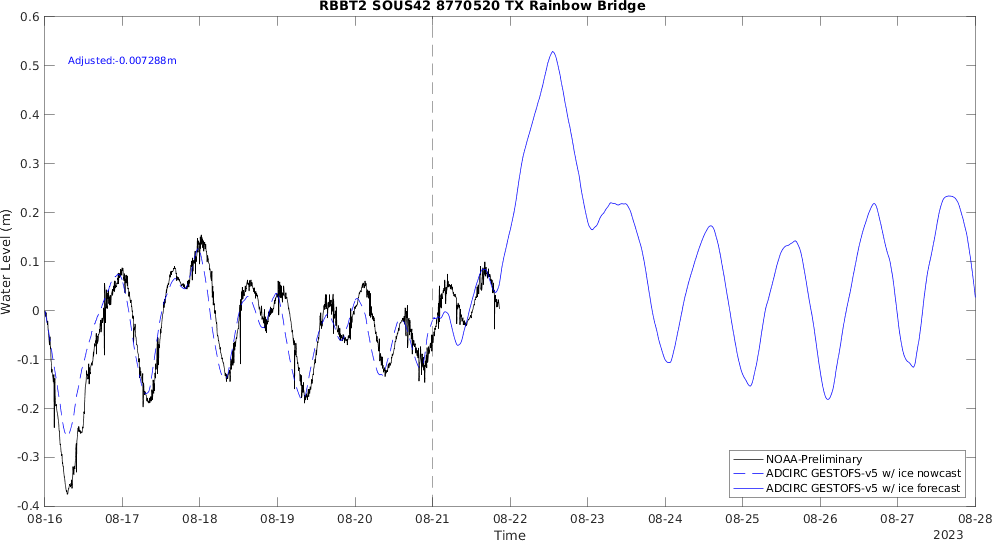 RBBT2 SOUS42 8770520 TX Rainbow Bridge
Adjusted:-0.007288m
Water Level (m)
0.6
0.5
0.4
0.3
0.2
0.1
0
-0.1
-0.2
-0.3
-0.4
NOAA-Preliminary
ADCIRC GESTOFS-v5 w/ ice nowcast
ADCIRC GESTOFS-v5 w/ ice forecast
08-16 08-17 08-18 08-19 08-20 08-21 08-22 08-23 08-24 08-25 08-26 08-27 08-28
Time
2023